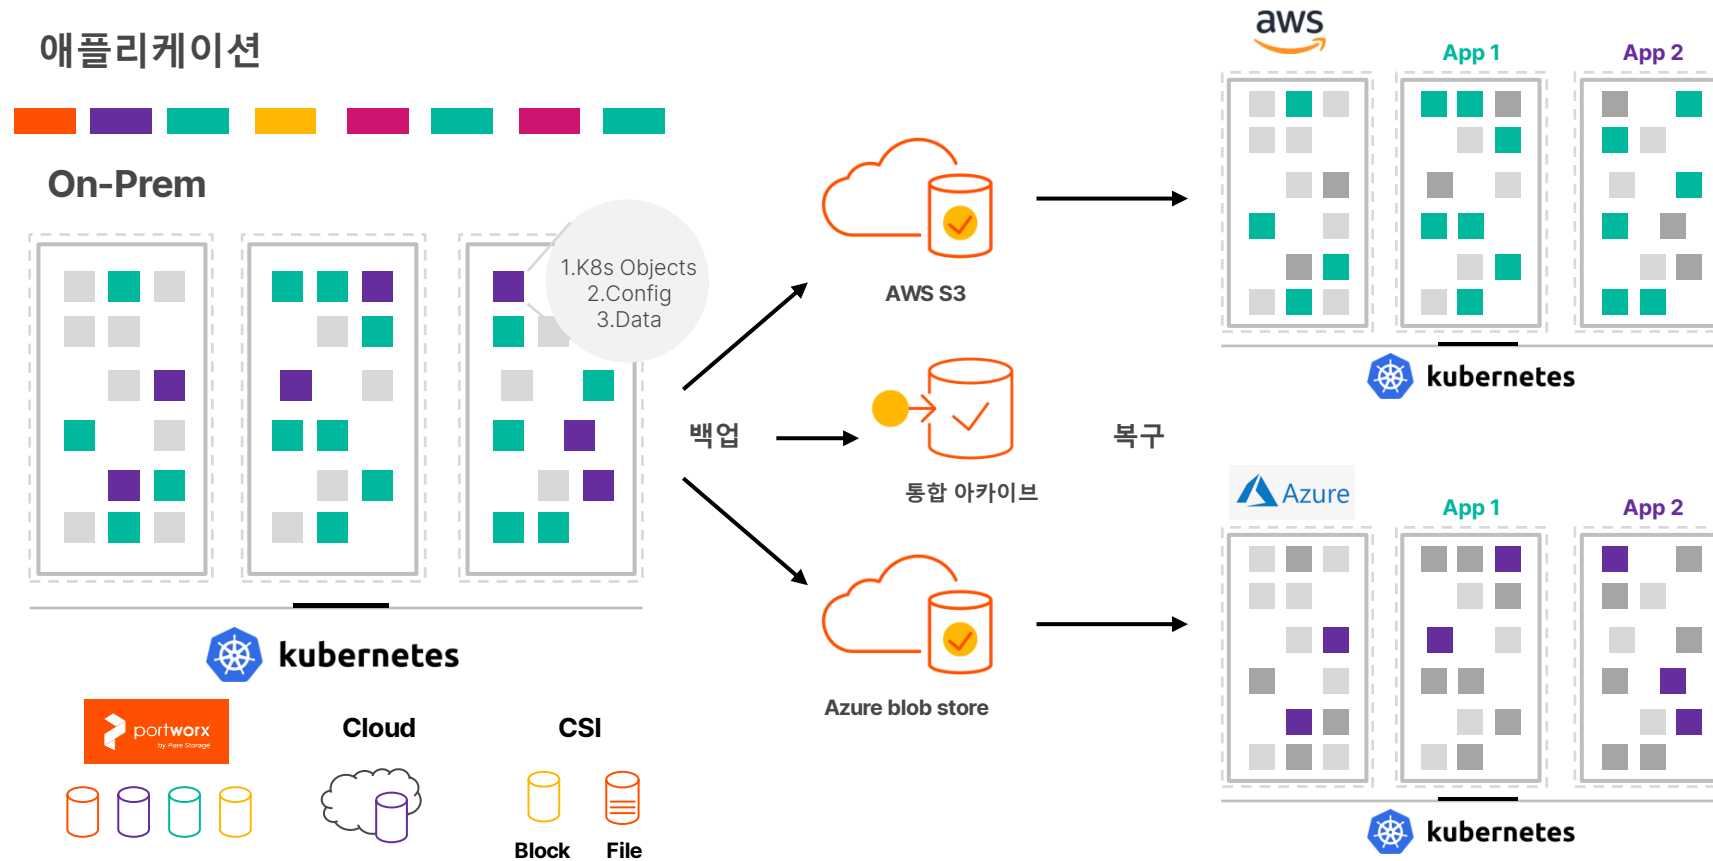 애플리케이션
On-Prem
1.K8s Objects
2.Config
3.Data
kubernetes
portworx
by Pure Storage
Cloud
CSI
Block
File
백업
AWS S3
통합 아카이브
Azure blob store
복구
aws
App 1
App 2
kubernetes
Azure
App 1
App 2
kubernetes